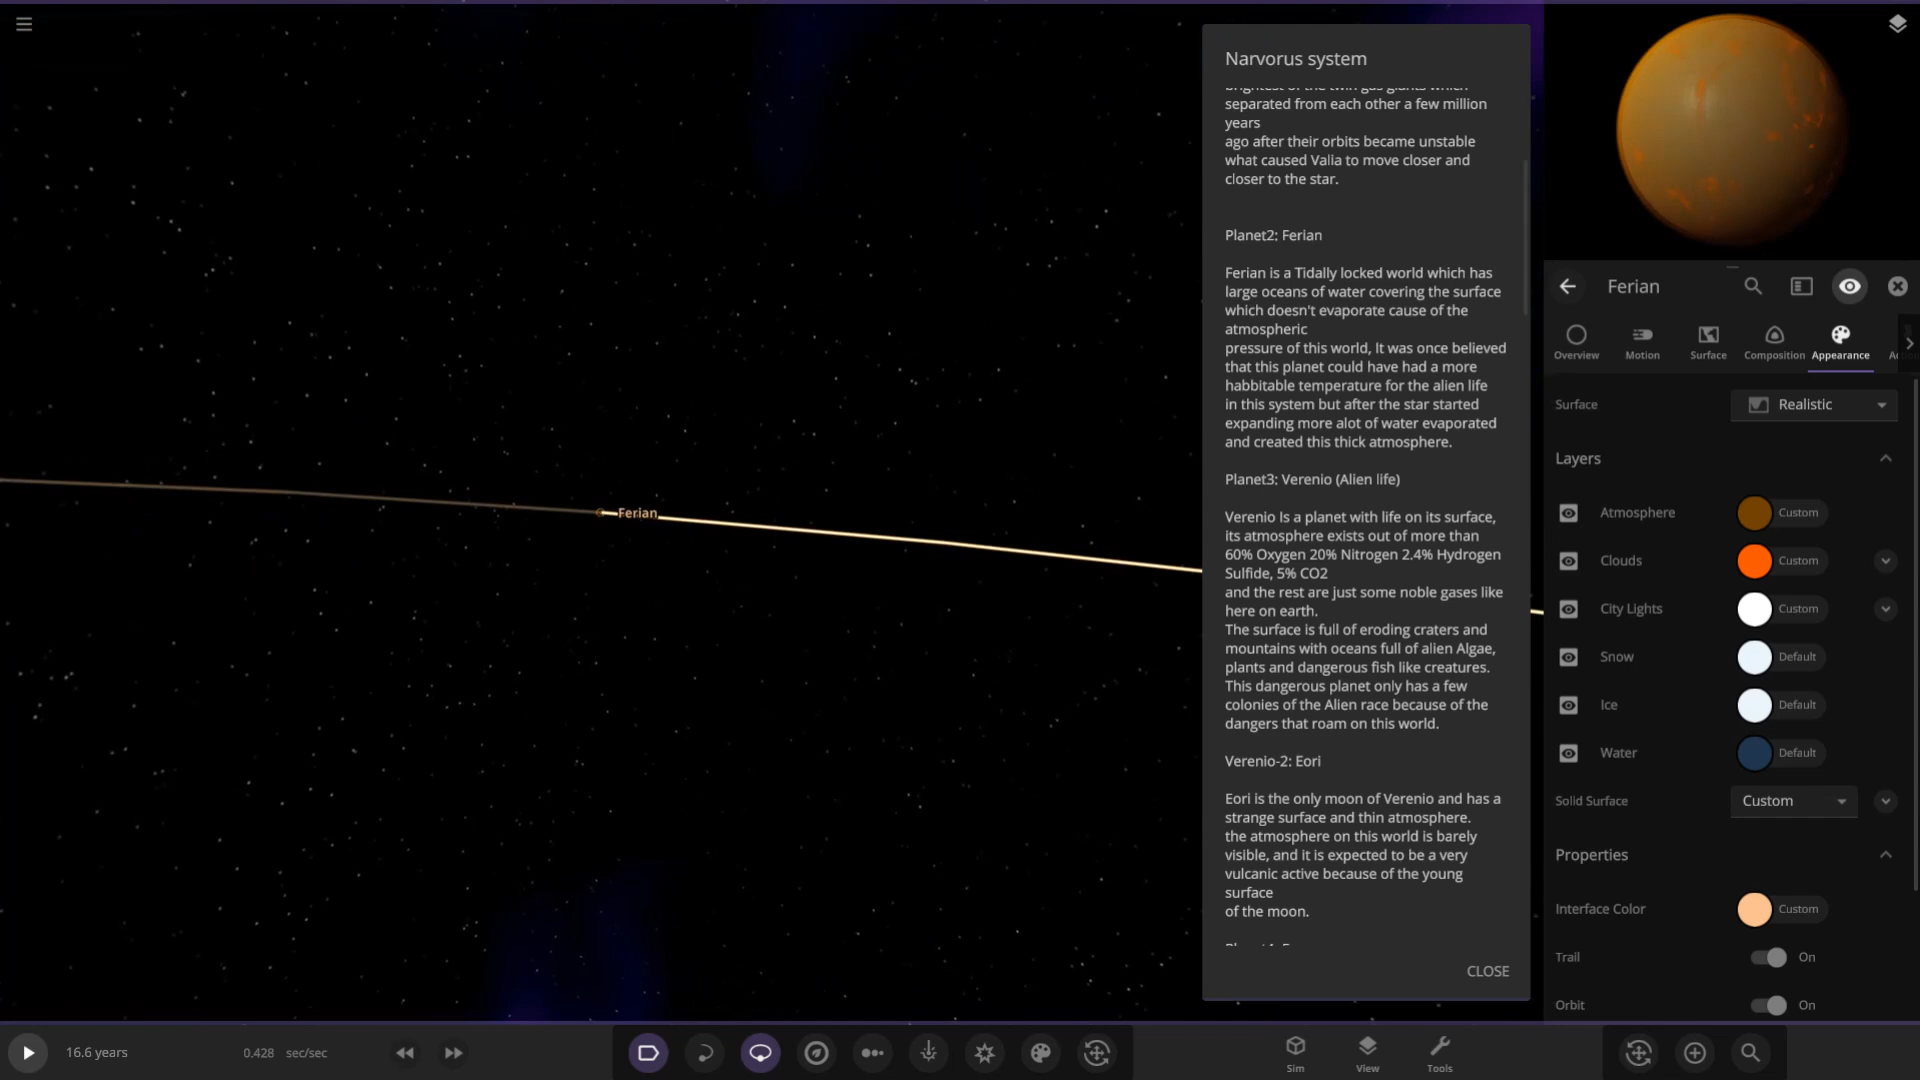 Narvorus system
brightest of the twin gas giants which
separated from each other a few million
years
ago after their orbits became unstable
what caused Valia to move closer and
closer to the star.
Planet2: Ferian
Ferian is a Tidally locked world which has
large oceans of water covering the surface
which doesn't evaporate cause of the
atmospheric
pressure of this world, It was once believed
that this planet could have had a more
habbitable temperature for the alien life
in this system but after the star started
expanding more alot of water evaporated
and created this thick atmosphere.
Planet3: Verenio (Alien life)
Verenio Is a planet with life on its surface,
its atmosphere exists out of more than
60% Oxygen 20% Nitrogen 2.4% Hydrogen
Sulfide, 5% CO2
and the rest are just some noble gases like
here on earth.
The surface is full of eroding craters and
mountains with oceans full of alien Algae,
plants and dangerous fish like creatures.
This dangerous planet only has a few
colonies of the Alien race because of the
dangers that roam on this world.
Verenio-2: Eori
Eori is the only moon of Verenio and has a
strange surface and thin atmosphere.
the atmosphere on this world is barely
visible, and it is expected to be a very
vulcanic active because of the young
surface
of the moon.
CLOSE
Ferian
Ferian
Overview Motion Surface Composition Appearance
Surface Realistic
Layers
Atmosphere Custom
Clouds Custom
City Lights Custom
Snow Default
Ice Default
Water Default
Solid Surface Custom
Properties
Interface Color Custom
Trail On
Orbit On
16.6 years 0.428 sec/sec
Sim View Tools